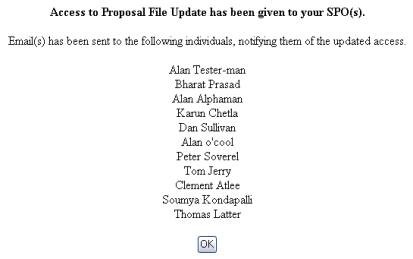 Access to Proposal File Update has been given to your SPO(s).
Email(s) has been sent to the following individuals, notifying them of the updated access.
Alan Tester-man
Bharat Prasad
Alan Alphaman
Karun Chetla
Dan Sullivan
Alan o'cool
Peter Soverel
Tom Jerry
Clement Atlee
Soumya Kondapalli
Thomas Latter
OK